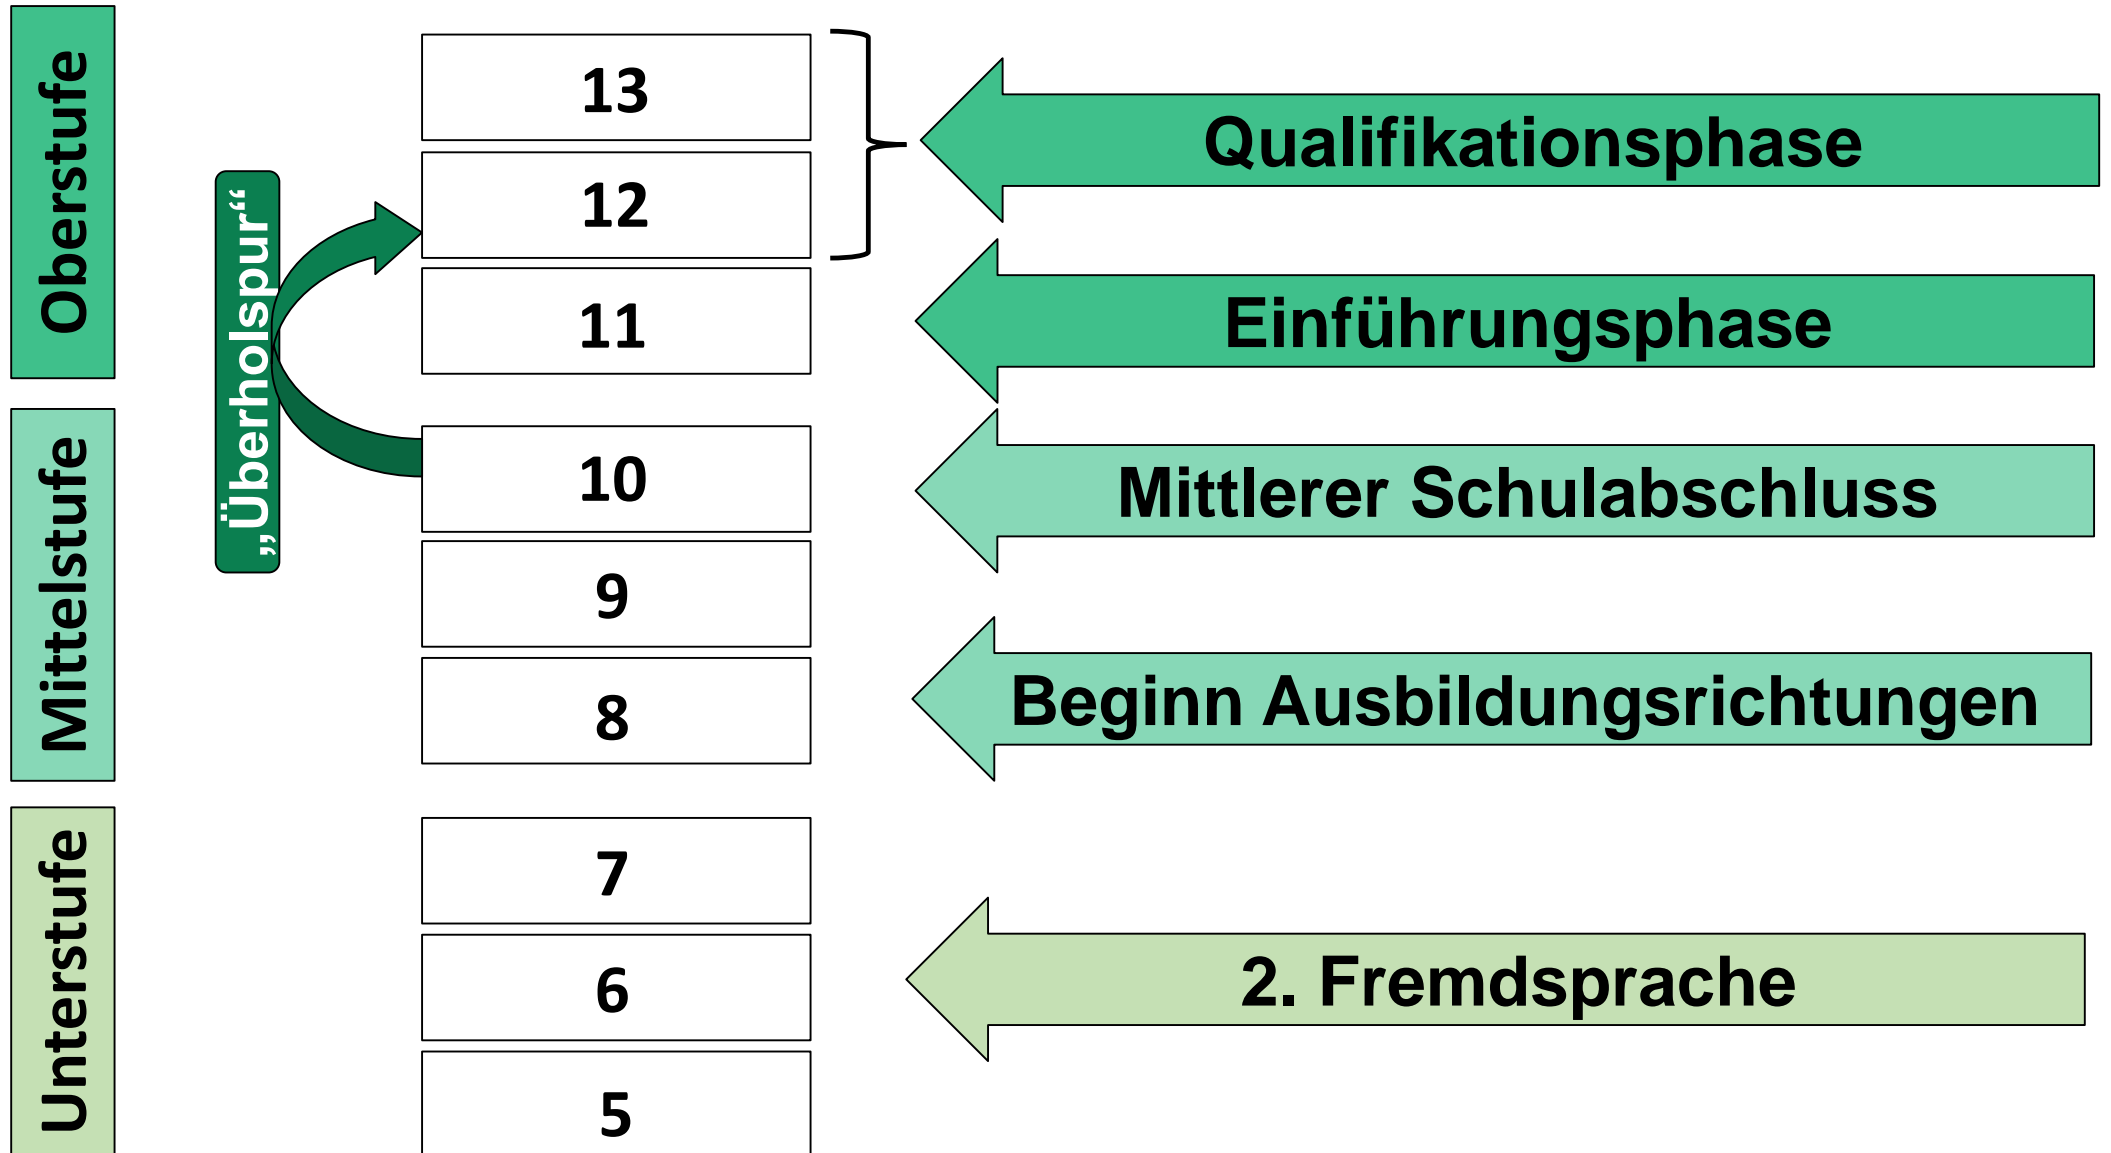 Oberstufe
13
Qualifikationsphase
12
„Überholspur“
11
Einführungsphase
Mittelstufe
10
Mittlerer Schulabschluss
9
8
Beginn Ausbildungsrichtungen
Unterstufe
7
6
2. Fremdsprache
5